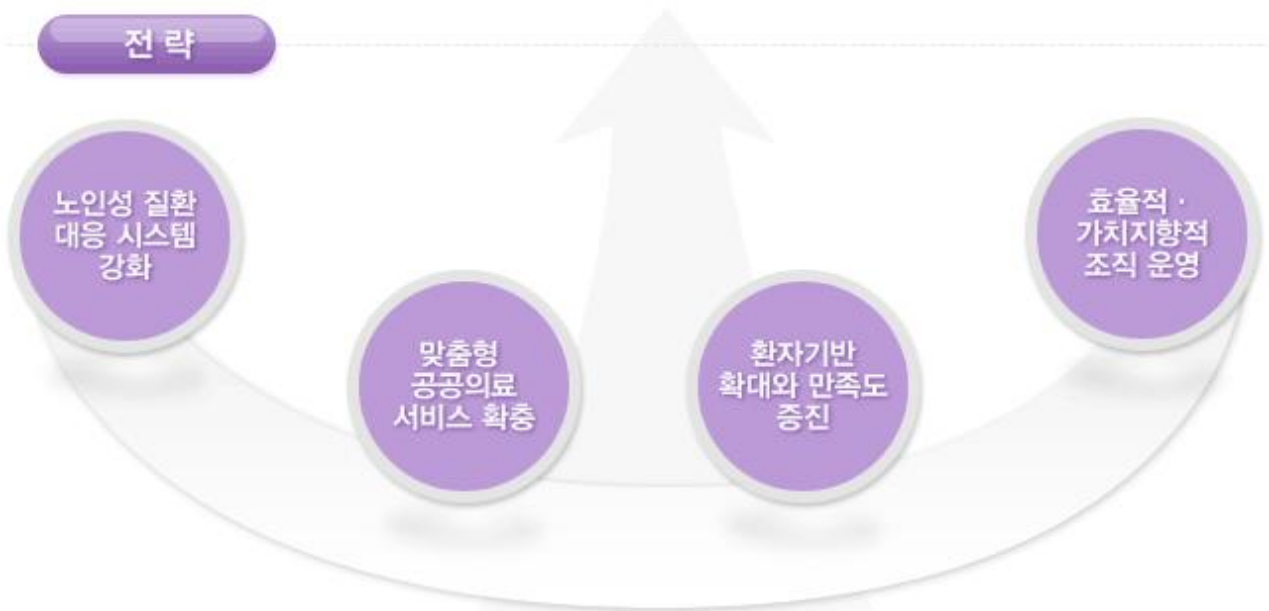 전략
노인성 질환
대응 시스템
강화
맞춤형
공공의료
서비스 확충
환자기반
확대와 만족도
증진
효율적 ·
가치지향적
조직 운영